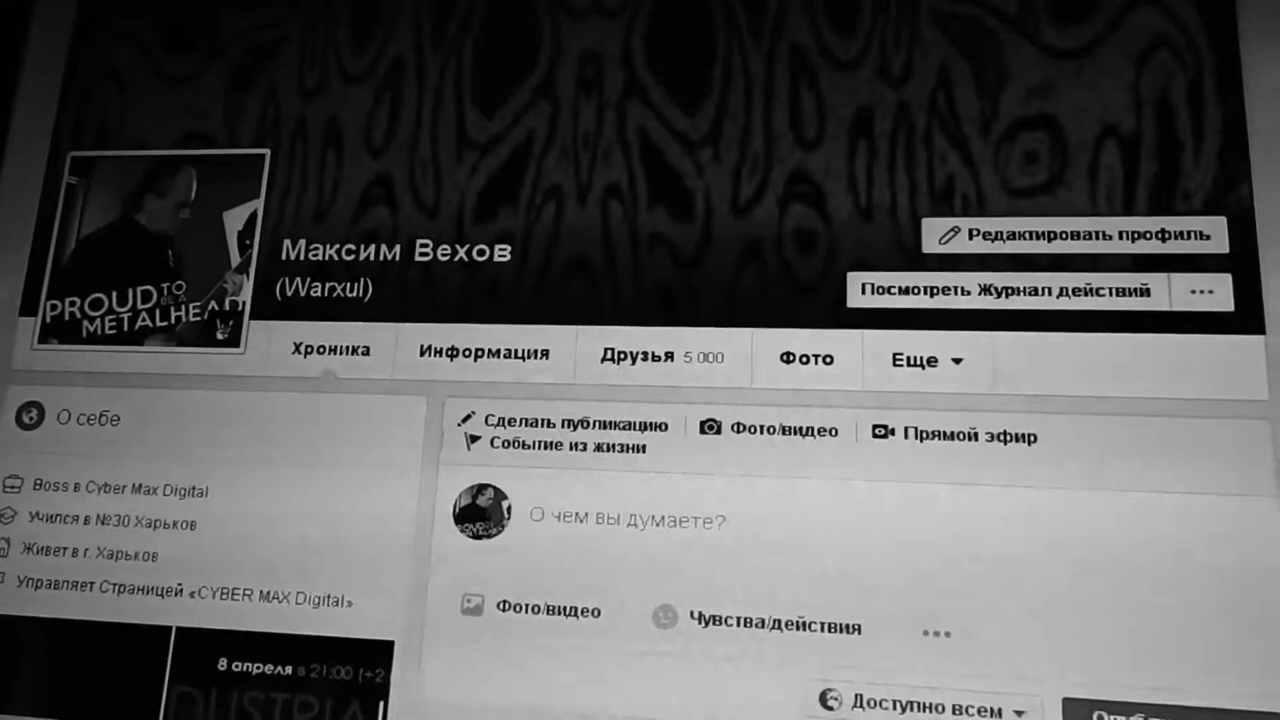 Максим Вехов
(Warxul)
PROUD TO
BE A
METALHEAD
Редактировать профиль
Посмотреть Журнал действий
Хроника
Информация
Друзья 5 000
Фото
Еще
О себе
Boss в Cyber Max Digital
Учился в №30 Харьков
Живет в г. Харьков
Управляет Страницей «CYBER MAX Digital»
8 апреля в 21:00 (+2
Сделать публикацию
Фото/видео
Прямой эфир
Событие из жизни
О чем вы думаете?
Фото/видео
Чувства/действия
Доступно всем